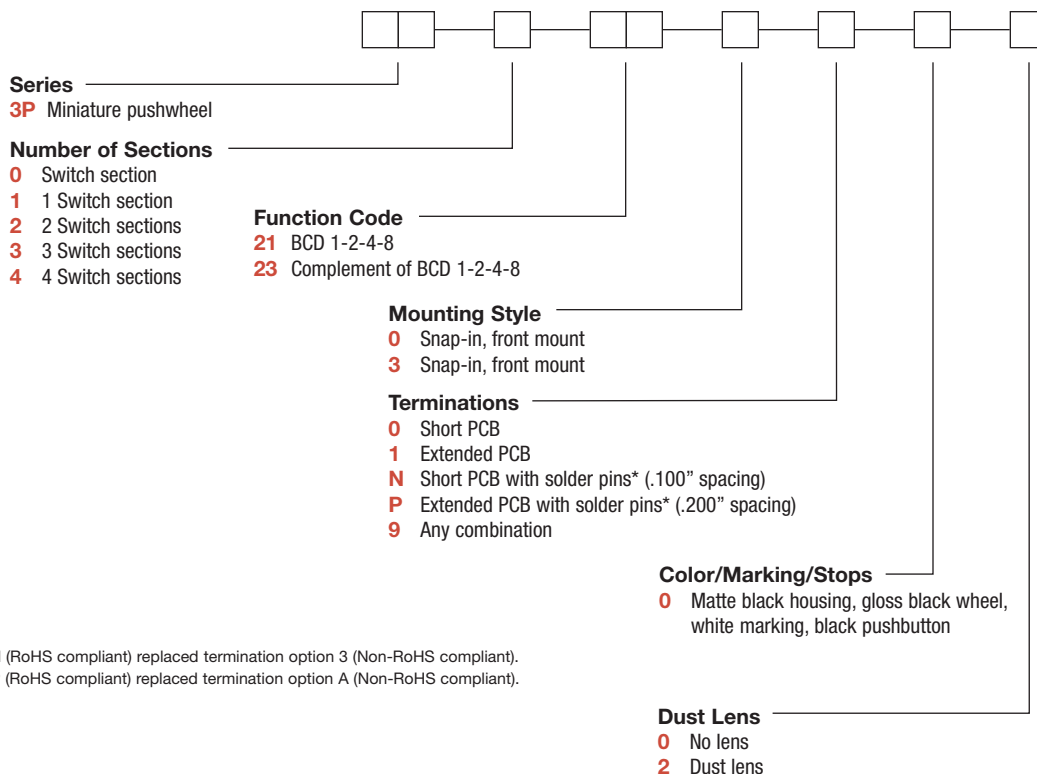 Series
3P Miniature pushwheel
Number of Sections
0 Switch section
1 1 Switch section
2 2 Switch sections
3 3 Switch sections
4 4 Switch sections
Function Code
21 BCD 1-2-4-8
23 Complement of BCD 1-2-4-8
Mounting Style
0 Snap-in, front mount
3 Snap-in, front mount
Terminations
0 Short PCB
1 Extended PCB
N Short PCB with solder pins* (.100” spacing)
P Extended PCB with solder pins* (.200” spacing)
9 Any combination
Color/Marking/Stops
0 Matte black housing, gloss black wheel,
white marking, black pushbutton
(RoHS compliant) replaced termination option 3 (Non-RoHS compliant).
(RoHS compliant) replaced termination option A (Non-RoHS compliant).
Dust Lens
0 No lens
2 Dust lens